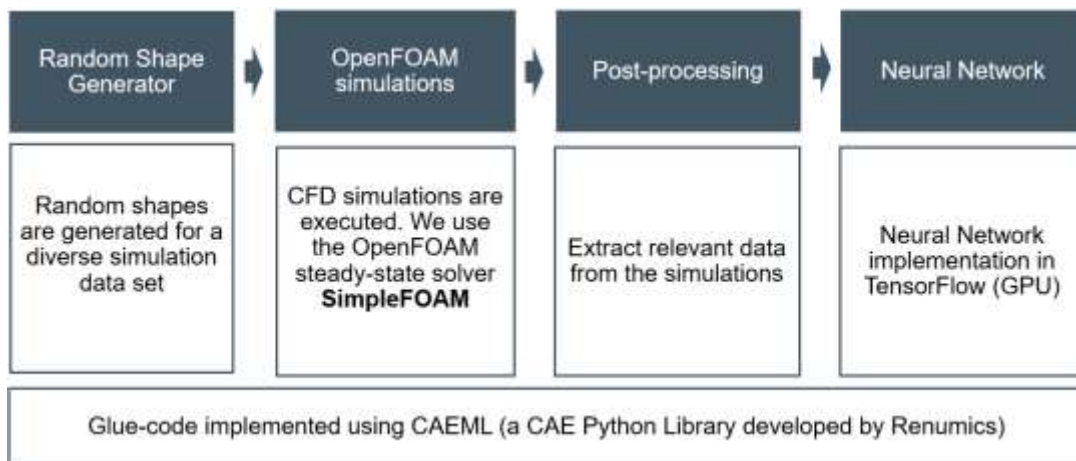 Random Shape
Generator
OpenFOAM
simulations
Post-processing
Neural Network
Random shapes
are generated for a
diverse simulation
data set
CFD simulations are
executed. We use
the OpenFOAM
steady-state solver
SimpleFOAM
Extract relevant data
from the simulations
Neural Network
implementation in
TensorFlow (GPU)
Glue-code implemented using CAEML (a CAE Python Library developed by Renumics)